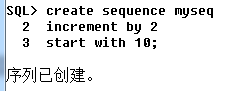 SQL> create sequence myseq
2 increment by 2
3 start with 10;
序列已创建。